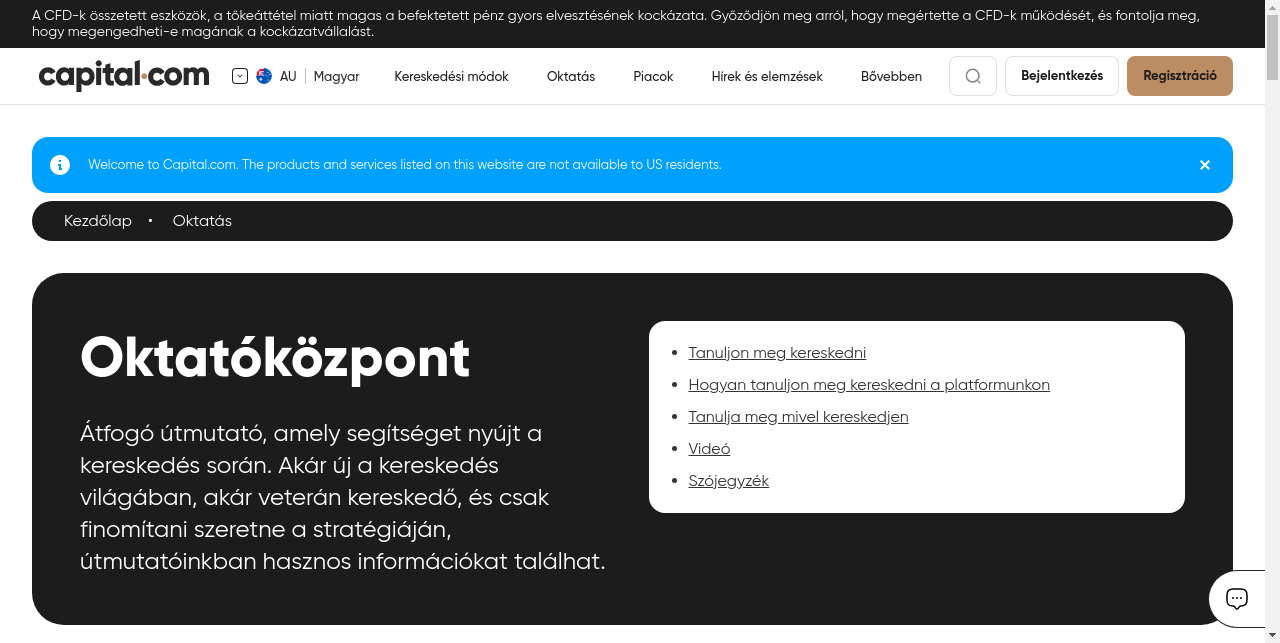 A CFD-k összetett eszközök, a tőkeáttétel miatt magas a befektetett pénz gyors elvesztésének kockázata. Győződjön meg arról, hogy megértette a CFD-k működését, és fontolja meg,
hogy megengedheti-e magának a kockázatvállalást.
capital.com
AU
Magyar
Kereskedési módok
Oktatás
Piacok
Hírek és elemzések
Bővebben
Bejelentkezés
Regisztráció
Welcome to Capital.com. The products and services listed on this website are not available to US residents.
Kezdőlap • Oktatás
Oktatóközpont
Átfogó útmutató, amely segítséget nyújt a
kereskedés során. Akár új a kereskedés
világában, akár veterán kereskedő, és csak
finomítani szeretne a stratégiáján,
útmutatóinkban hasznos információkat találhat.
• Tanuljon meg kereskedni
• Hogyan tanuljon meg kereskedni a platformunkon
• Tanulja meg mivel kereskedjen
• Videó
• Szójegyzék